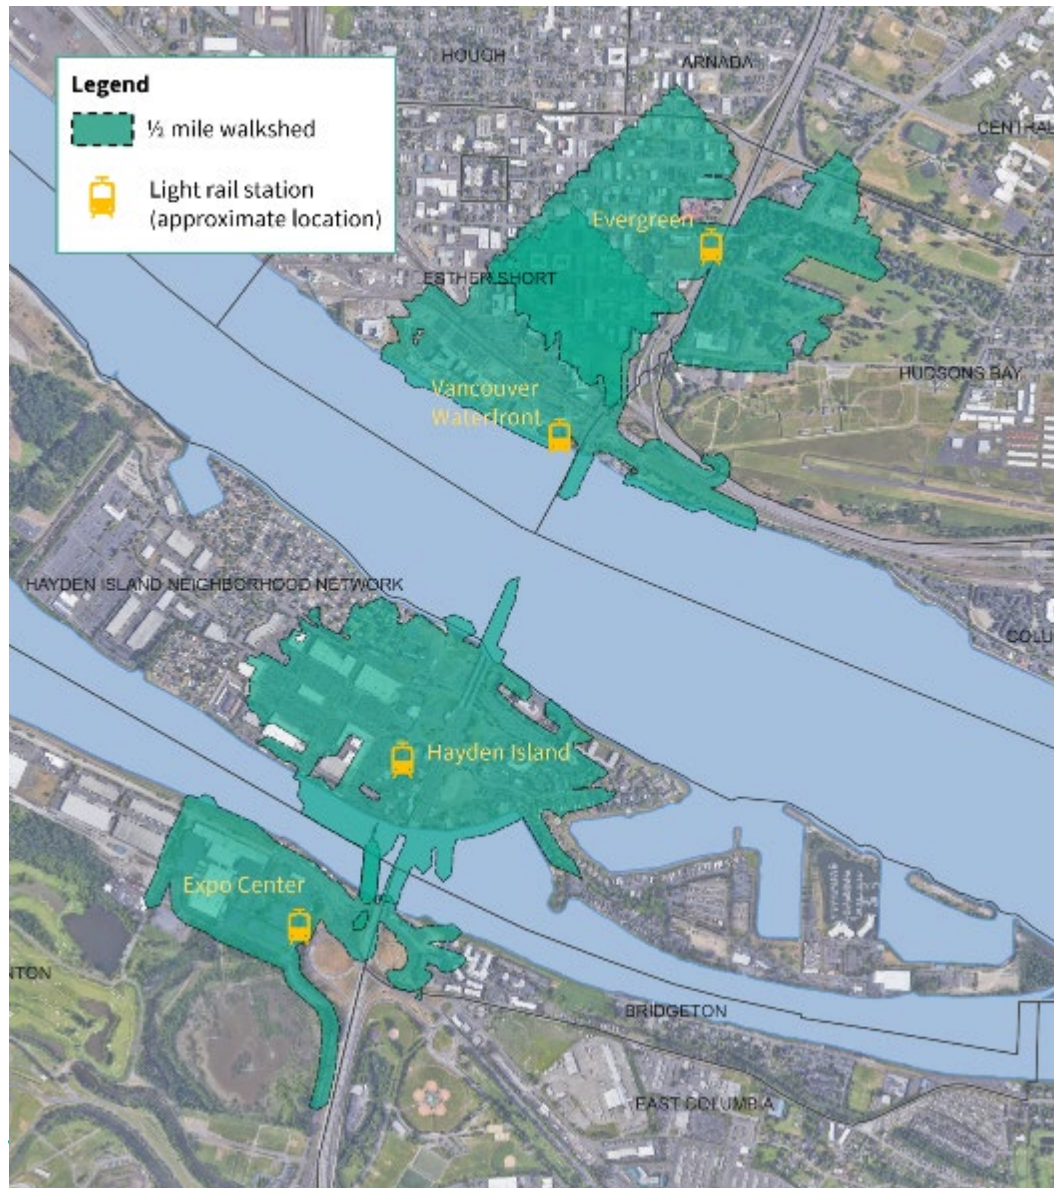 HOUGH
ARNADA
Legend
½ mile walkshed
CENTRAL
Light rail station
(approximate location)
Evergreen
ESTHER SHORT
HUDSONS BAY
Vancouver
Waterfront
HAYDEN ISLAND NEIGHBORHOOD NETWORK
COLU
Hayden Island
Expo Center
NTON
BRIDGETON
EAST COLUMBIA